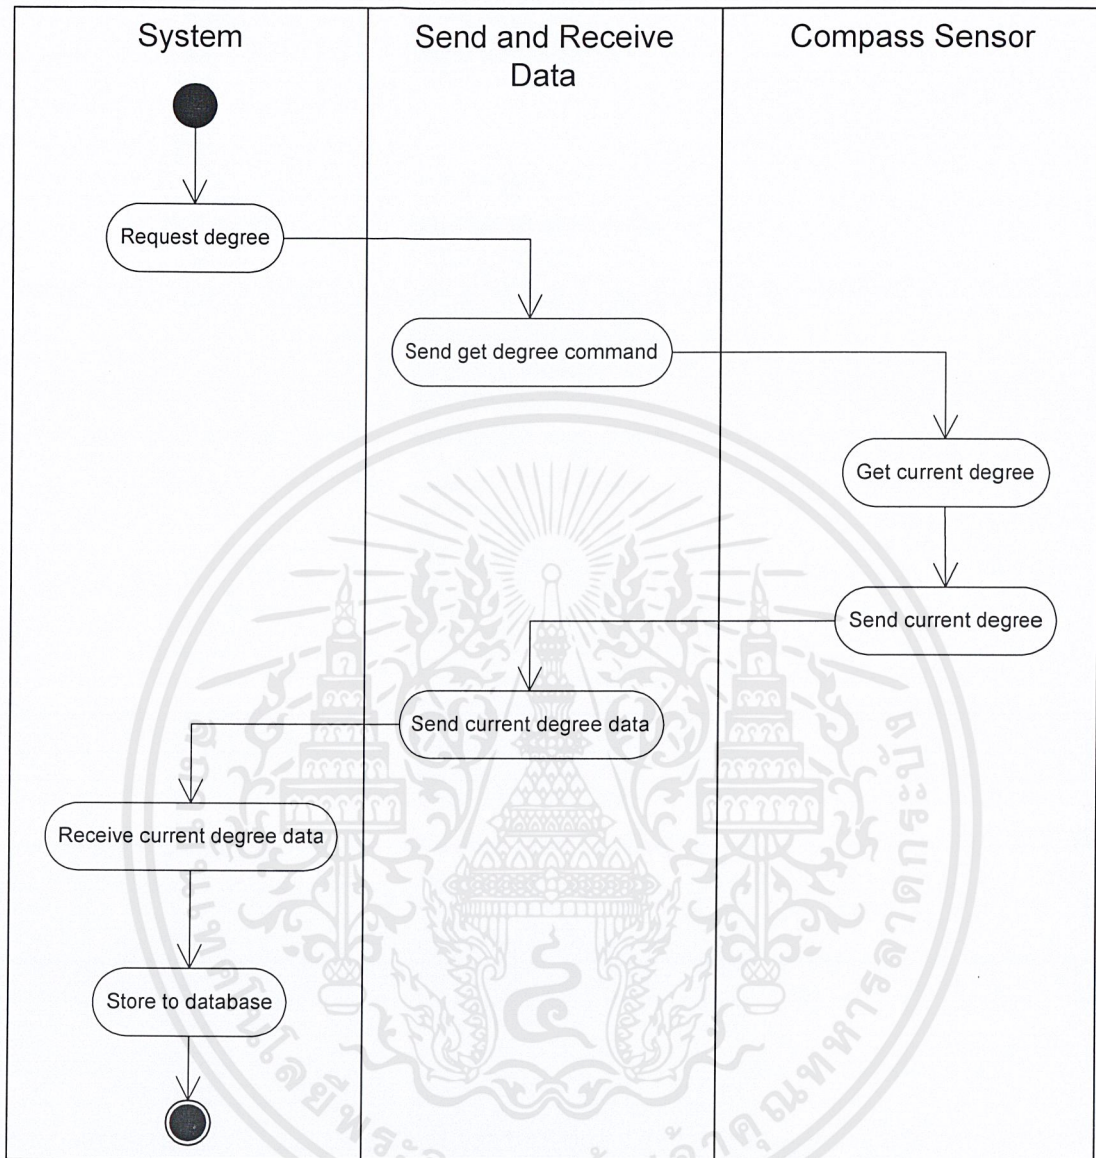 System
Send and Receive
Data
Compass Sensor
Request degree
Send get degree command
Get current degree
Send current degree
Send current degree data
Receive current degree data
Store to database